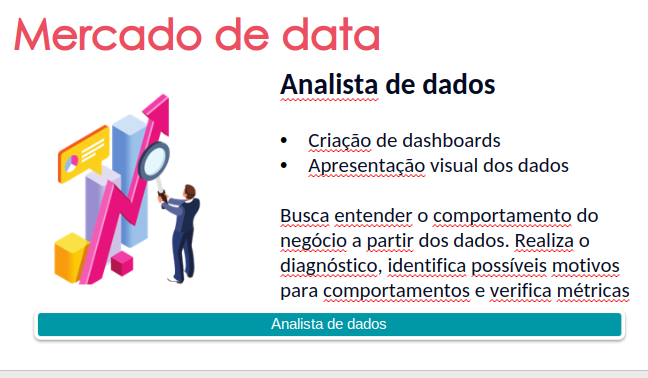 Mercado de data
Analista de dados
• Criação de dashboards
• Apresentação visual dos dados
Busca entender o comportamento do
negócio a partir dos dados. Realiza o
diagnóstico, identifica possíveis motivos
para comportamentos e verifica métricas
Analista de dados